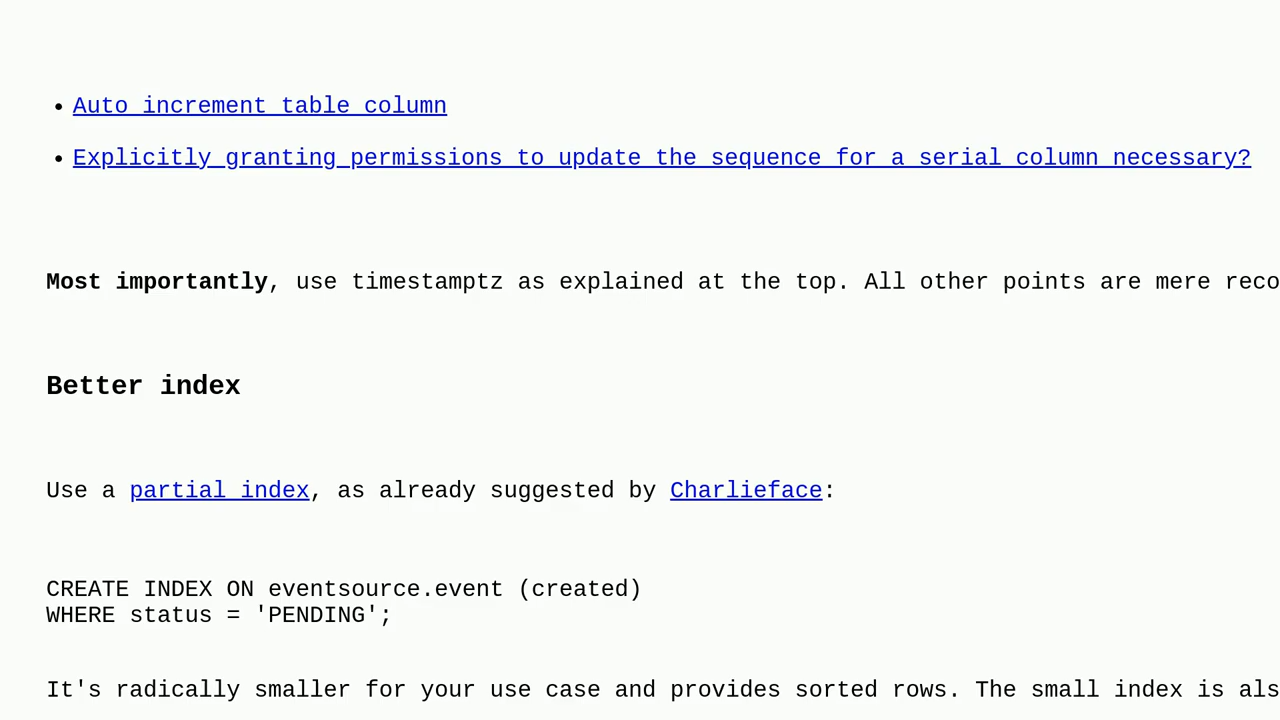 • Auto increment table column
• Explicitly granting permissions to update the sequence for a serial column necessary?
Most importantly, use timestamptz as explained at the top. All other points are mere reco
Better index
Use a partial index, as already suggested by Charlieface:
CREATE INDEX ON eventsource.event (created)
WHERE status = 'PENDING';
It's radically smaller for your use case and provides sorted rows. The small index is als